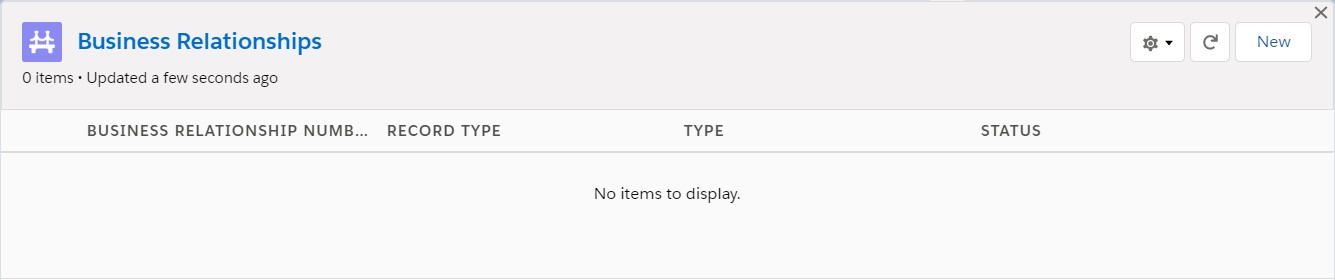 Business Relationships
New
0 items • Updated a few seconds ago
BUSINESS RELATIONSHIP NUMB... RECORD TYPE TYPE STATUS
No items to display.